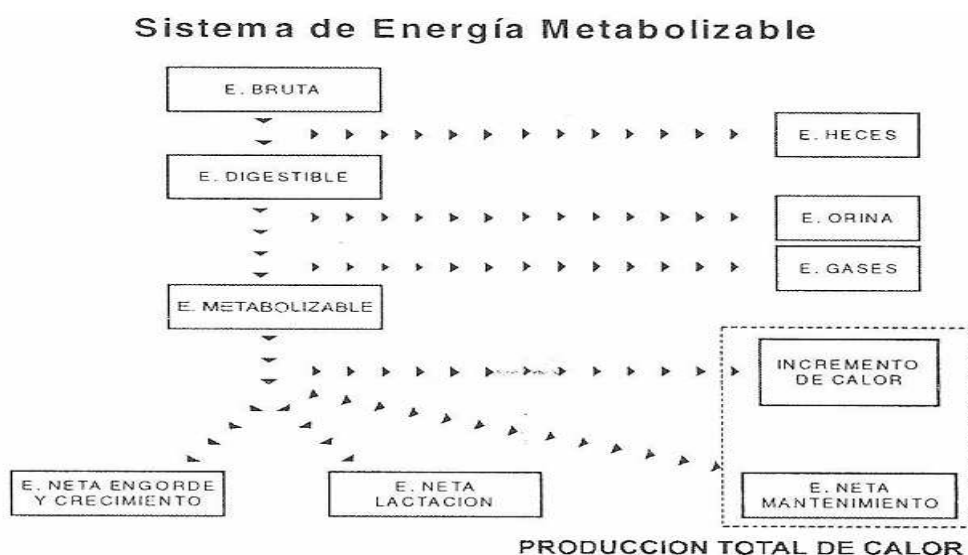 Sistema de Energía Metabolizable
E. BRUTA
E. HECES
E. DIGESTIBLE
E. ORINA
E. GASES
E. METABOLIZABLE
INCREMENTO
DE CALOR
E. NETA ENGORDE
Y CRECIMIENTO
E. NETA
LACTACION
E. NETA
MANTENIMIENTO
PRODUCCION TOTAL DE CALOR